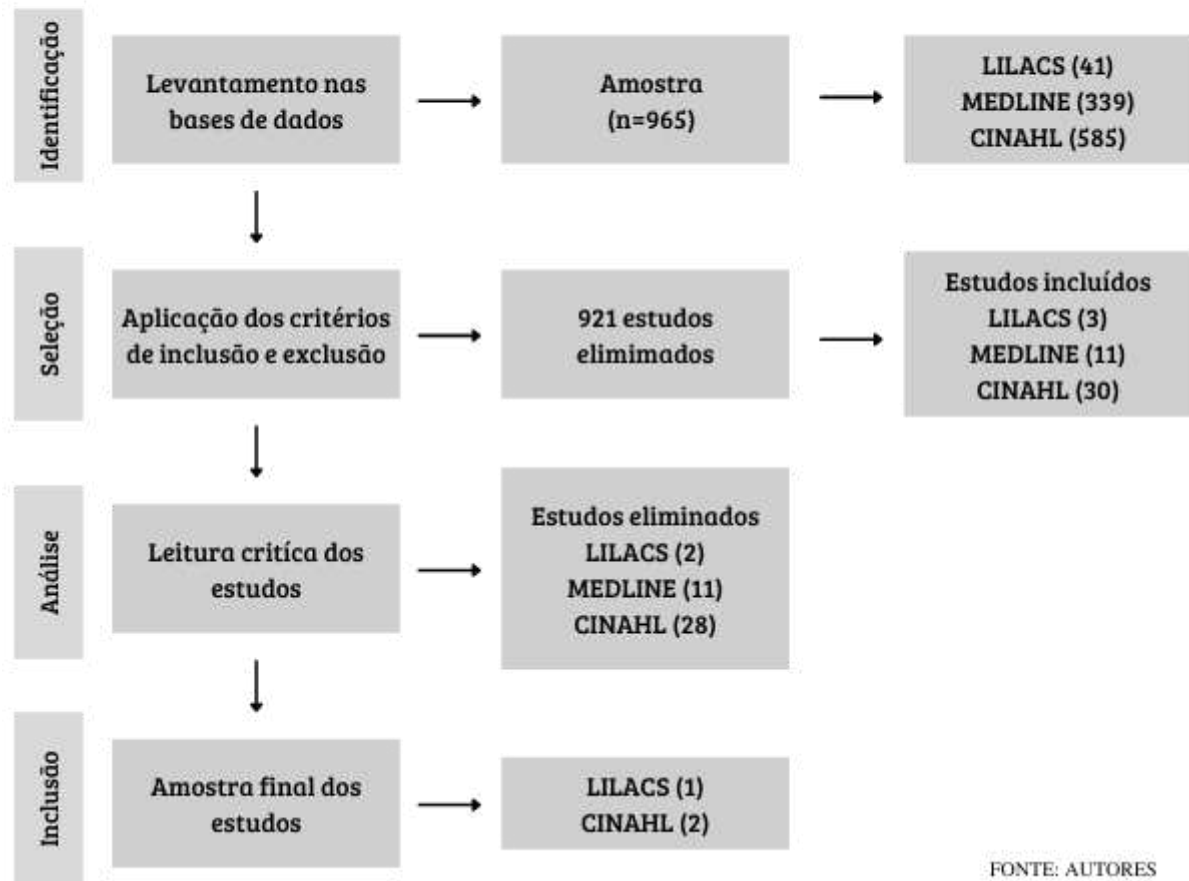 Identificação
Levantamento nas
bases de dados
Amostra
(n=965)
LILACS (41)
MEDLINE (339)
CINAHL (585)
Seleção
Aplicação dos critérios
de inclusão e exclusão
921 estudos
elimimados
Estudos incluídos
LILACS (3)
MEDLINE (11)
CINAHL (30)
Análise
Leitura critíca dos
estudos
Estudos eliminados
LILACS (2)
MEDLINE (11)
CINAHL (28)
Inclusão
Amostra final dos
estudos
LILACS (1)
CINAHL (2)
FONTE: AUTORES